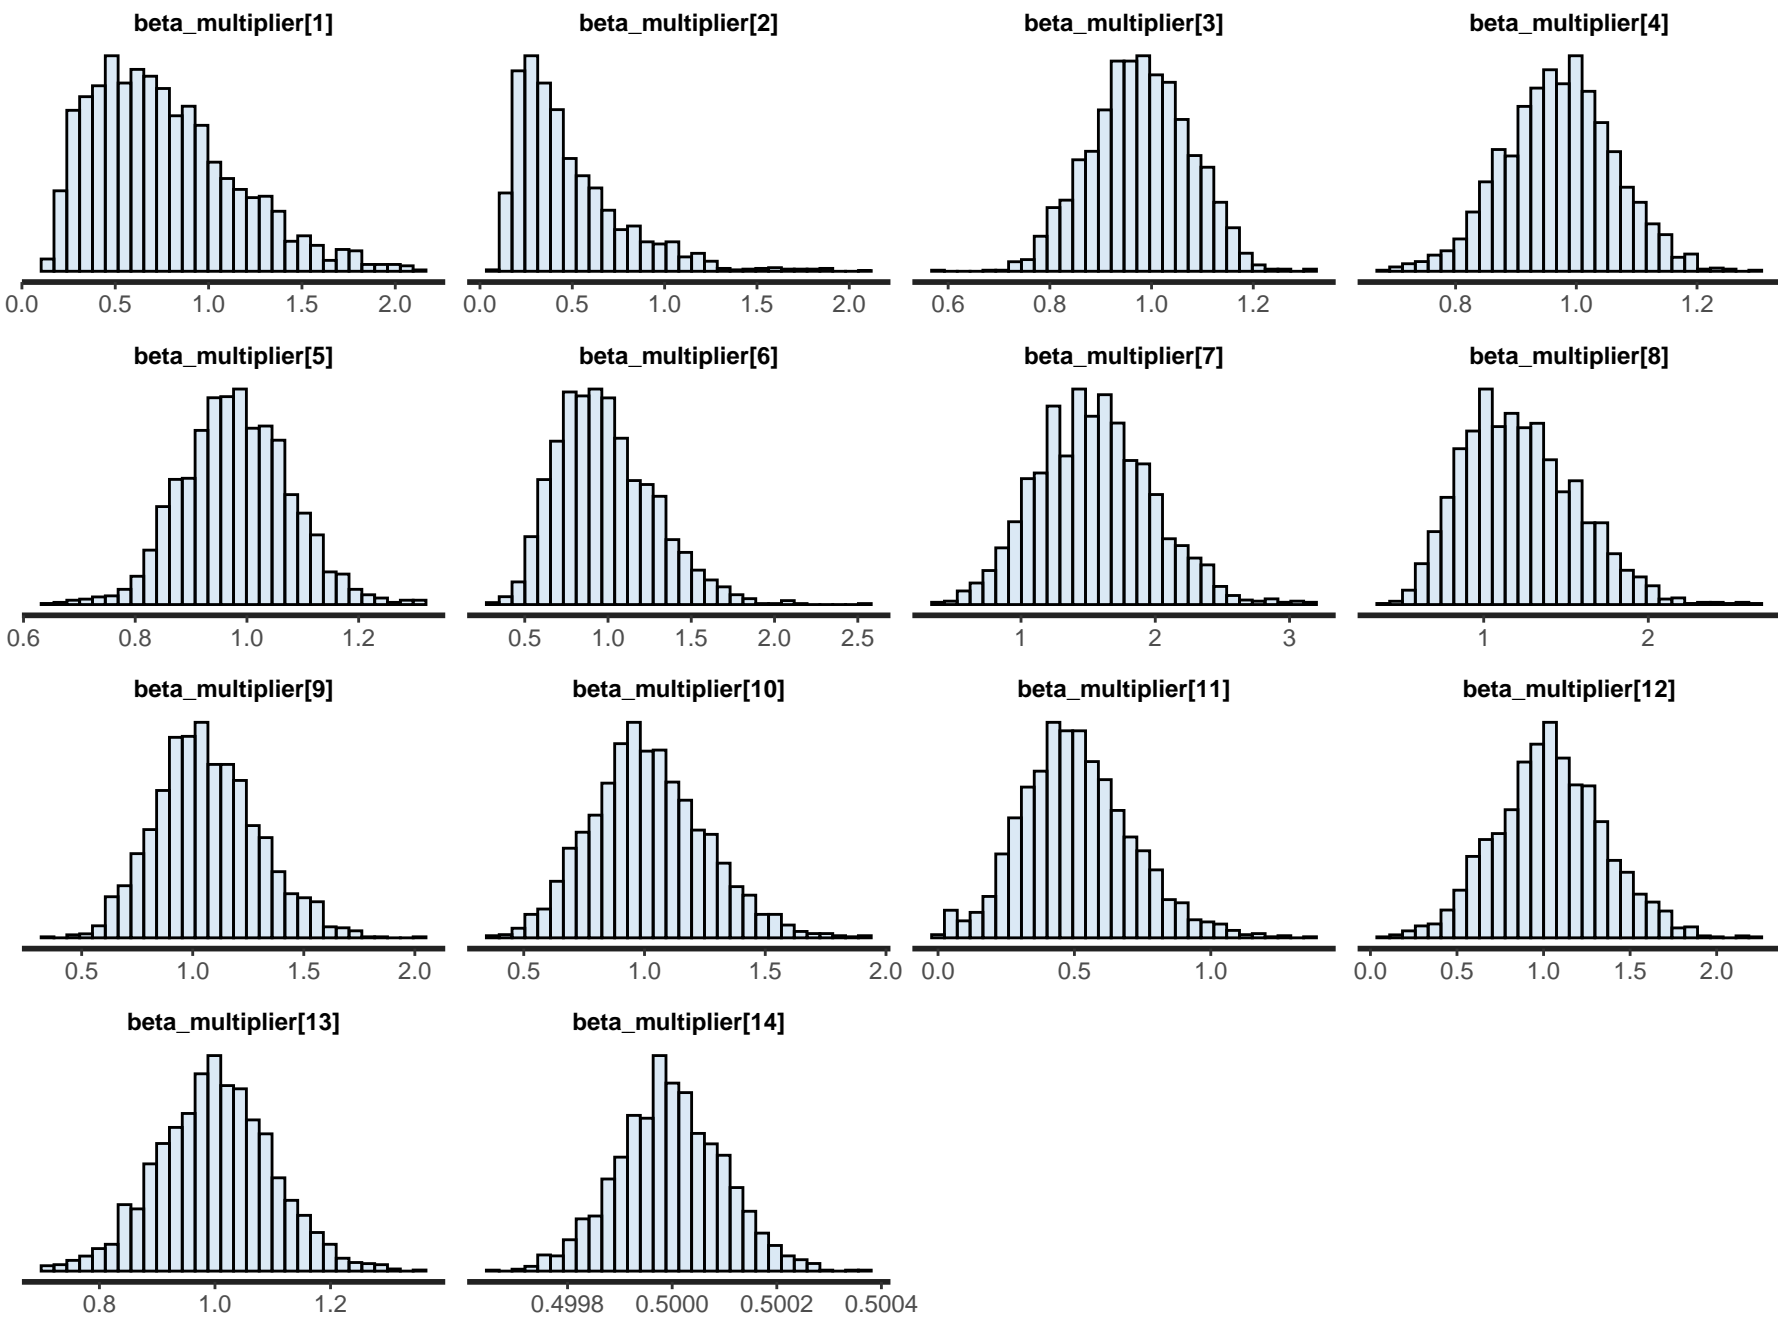 beta_multiplier[1] beta_multiplier[2] beta_multiplier[3] beta_multiplier[4]
0.0 0.5 1.0 1.5 2.0 0.0 0.5 1.0 1.5 2.0 0.6 0.8 1.0 1.2 0.8 1.0 1.2
beta_multiplier[5] beta_multiplier[6] beta_multiplier[7] beta_multiplier[8]
0.6 0.8 1.0 1.2 0.5 1.0 1.5 2.0 2.5 1 2 3 1 2
beta_multiplier[9] beta_multiplier[10] beta_multiplier[11] beta_multiplier[12]
0.5 1.0 1.5 2.0 0.5 1.0 1.5 2.0 0.0 0.5 1.0 0.0 0.5 1.0 1.5 2.0
beta_multiplier[13] beta_multiplier[14]
0.8 1.0 1.2 0.4998 0.5000 0.5002 0.5004